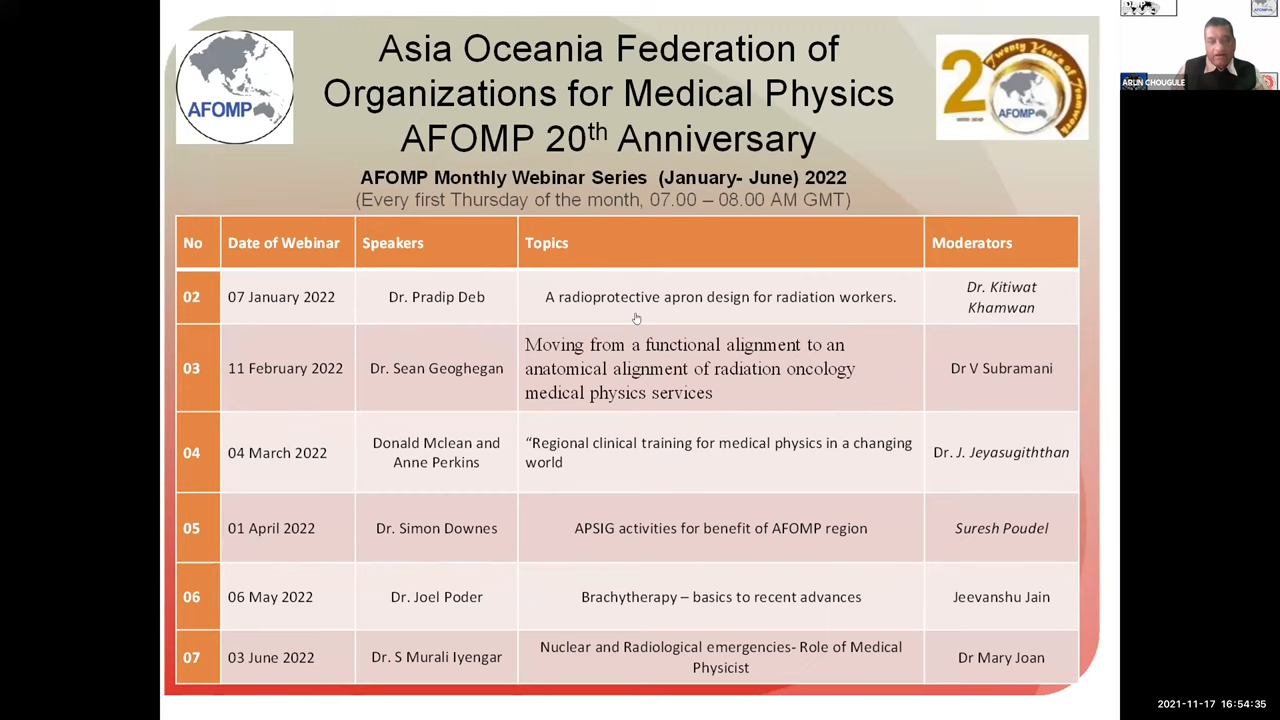 Asia Oceania Federation of
Organizations for Medical Physics
AFOMP 20th Anniversary
AFOMP
20
Twenty Years of Teamwork
AFOMP
AFOMP Monthly Webinar Series (January- June) 2022
(Every first Thursday of the month, 07.00 – 08.00 AM GMT)
No Date of Webinar Speakers Topics Moderators
02 07 January 2022 Dr. Pradip Deb A radioprotective apron design for radiation workers. Dr. Kitiwat
Khamwan
03 11 February 2022 Dr. Sean Geoghegan Moving from a functional alignment to an
anatomical alignment of radiation oncology
medical physics services
Dr V Subramani
04 04 March 2022 Donald Mclean and
Anne Perkins
“Regional clinical training for medical physics in a changing
world
Dr. J. Jeyasugiththan
05 01 April 2022 Dr. Simon Downes APSIG activities for benefit of AFOMP region Suresh Poudel
06 06 May 2022 Dr. Joel Poder Brachytherapy – basics to recent advances Jeevanshu Jain
07 03 June 2022 Dr. S Murali Iyengar Nuclear and Radiological emergencies- Role of Medical
Physicist
Dr Mary Joan
ARUN CHOUGULE
2021-11-17 16:54:35